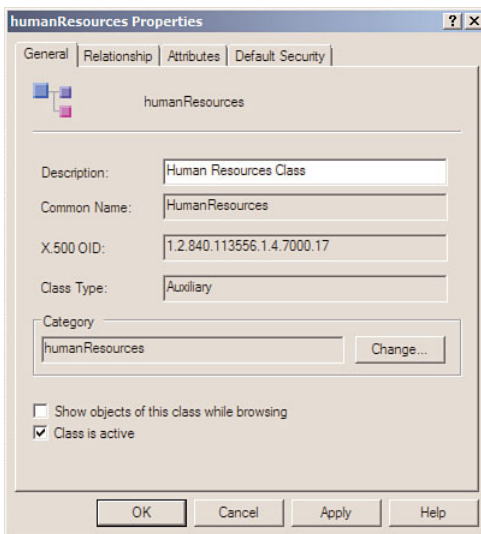 humanResources Properties
General Relationship Attributes Default Security
humanResources
Description: Human Resources Class
Common Name: HumanResources
X.500 OID: 1.2.840.113556.1.4.7000.17
Class Type: Auxiliary
Category
humanResources Change...
Show objects of this class while browsing
Class is active
OK Cancel Apply Help